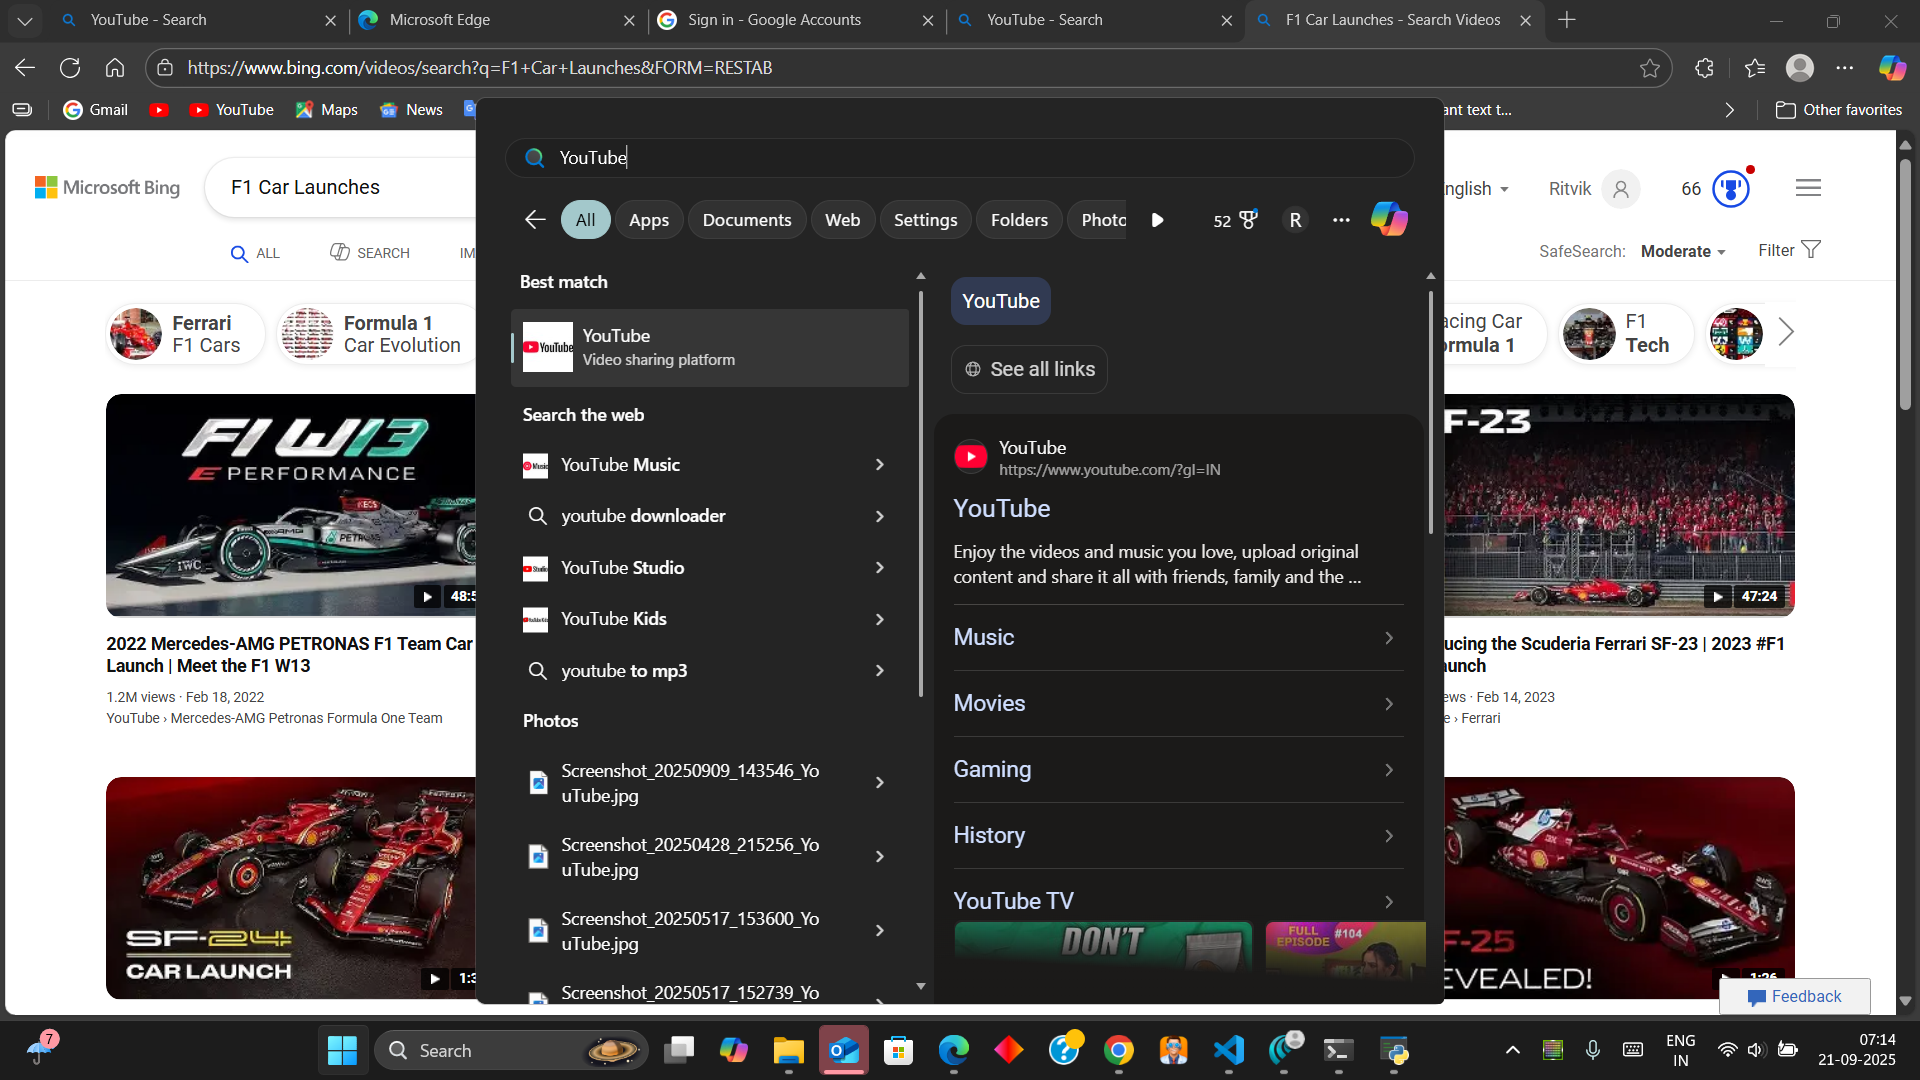 YouTube - Search
Microsoft Edge
Sign in - Google Accounts
YouTube - Search
F1 Car Launches - Search Videos
https://www.bing.com/videos/search?q=F1+Car+Launches&FORM=RESTAB
Gmail
YouTube
Maps
News
ant text t...
Other favorites
Microsoft Bing
F1 Car Launches
nglish
Ritvik
66
ALL
SEARCH
IM
SafeSearch: Moderate
Filter
Ferrari
F1 Cars
Formula 1
Car Evolution
acing Car
rmula 1
F1
Tech
F1 W13
E PERFORMANCE
48:5
2022 Mercedes-AMG PETRONAS F1 Team Car
Launch | Meet the F1 W13
1.2M views · Feb 18, 2022
YouTube › Mercedes-AMG Petronas Formula One Team
SF-24
CAR LAUNCH
1:3
YouTube
All
Apps
Documents
Web
Settings
Folders
Photo
52
R
Best match
YouTube
YouTube
Video sharing platform
Search the web
YouTube Music
youtube downloader
YouTube Studio
YouTube Kids
youtube to mp3
Photos
Screenshot_20250909_143546_Yo
uTube.jpg
Screenshot_20250428_215256_Yo
uTube.jpg
Screenshot_20250517_153600_Yo
uTube.jpg
Screenshot_20250517_152739_Yo
YouTube
See all links
YouTube
https://www.youtube.com/?gl=IN
YouTube
Enjoy the videos and music you love, upload original
content and share it all with friends, family and the ...
Music
Movies
Gaming
History
YouTube TV
DON'T
FULL
EPISODE #104
F-23
47:24
ucing the Scuderia Ferrari SF-23 | 2023 #F1
unch
ews · Feb 14, 2023
e › Ferrari
F-25
EVEALED!
1:26
Feedback
7
Search
ENG
IN
07:14
21-09-2025